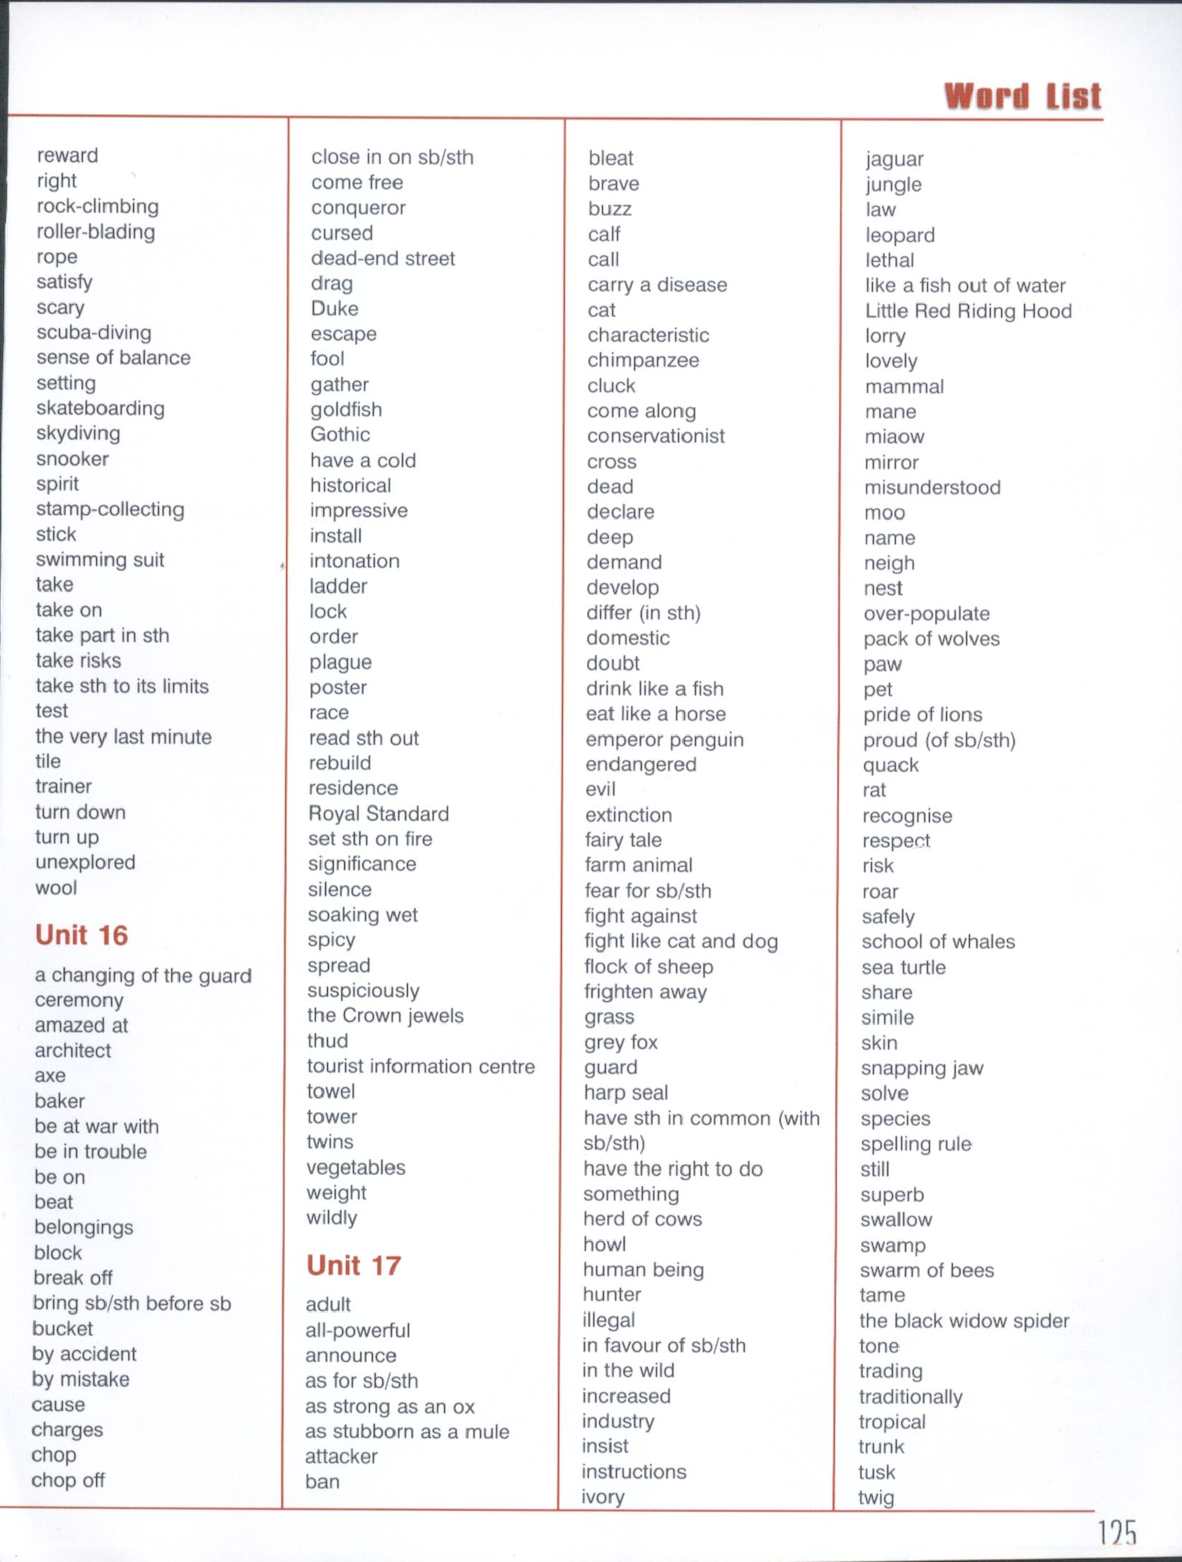 Word List
reward
right
rock-climbing
roller-blading
rope
satisfy
scary
scuba-diving
sense of balance
setting
skateboarding
skydiving
snooker
spirit
stamp-collecting
stick
swimming suit
take
take on
take part in sth
take risks
take sth to its limits
test
the very last minute
tile
trainer
turn down
turn up
unexplored
wool
Unit 16
a changing of the guard
ceremony
amazed at
architect
axe
baker
be at war with
be in trouble
be on
beat
belongings
block
break off
bring sb/sth before sb
bucket
by accident
by mistake
cause
charges
chop
chop off
close in on sb/sth
come free
conqueror
cursed
dead-end street
drag
Duke
escape
fool
gather
goldfish
Gothic
have a cold
historical
impressive
install
intonation
ladder
lock
order
plague
poster
race
read sth out
rebuild
residence
Royal Standard
set sth on fire
significance
silence
soaking wet
spicy
spread
suspiciously
the Crown jewels
thud
tourist information centre
towel
tower
twins
vegetables
weight
wildly
Unit 17
adult
all-powerful
announce
as for sb/sth
as strong as an ox
as stubborn as a mule
attacker
ban
bleat
brave
buzz
calf
call
carry a disease
cat
characteristic
chimpanzee
cluck
come along
conservationist
cross
dead
declare
deep
demand
develop
differ (in sth)
domestic
doubt
drink like a fish
eat like a horse
emperor penguin
endangered
evil
extinction
fairy tale
farm animal
fear for sb/sth
fight against
fight like cat and dog
flock of sheep
frighten away
grass
grey fox
guard
harp seal
have sth in common (with
sb/sth)
have the right to do
something
herd of cows
howl
human being
hunter
illegal
in favour of sb/sth
in the wild
increased
industry
insist
instructions
ivory
jaguar
jungle
law
leopard
lethal
like a fish out of water
Little Red Riding Hood
lorry
lovely
mammal
mane
miaow
mirror
misunderstood
moo
name
neigh
nest
over-populate
pack of wolves
paw
pet
pride of lions
proud (of sb/sth)
quack
rat
recognise
respect
risk
roar
safely
school of whales
sea turtle
share
simile
skin
snapping jaw
solve
species
spelling rule
still
superb
swallow
swamp
swarm of bees
tame
the black widow spider
tone
trading
traditionally
tropical
trunk
tusk
twig
125